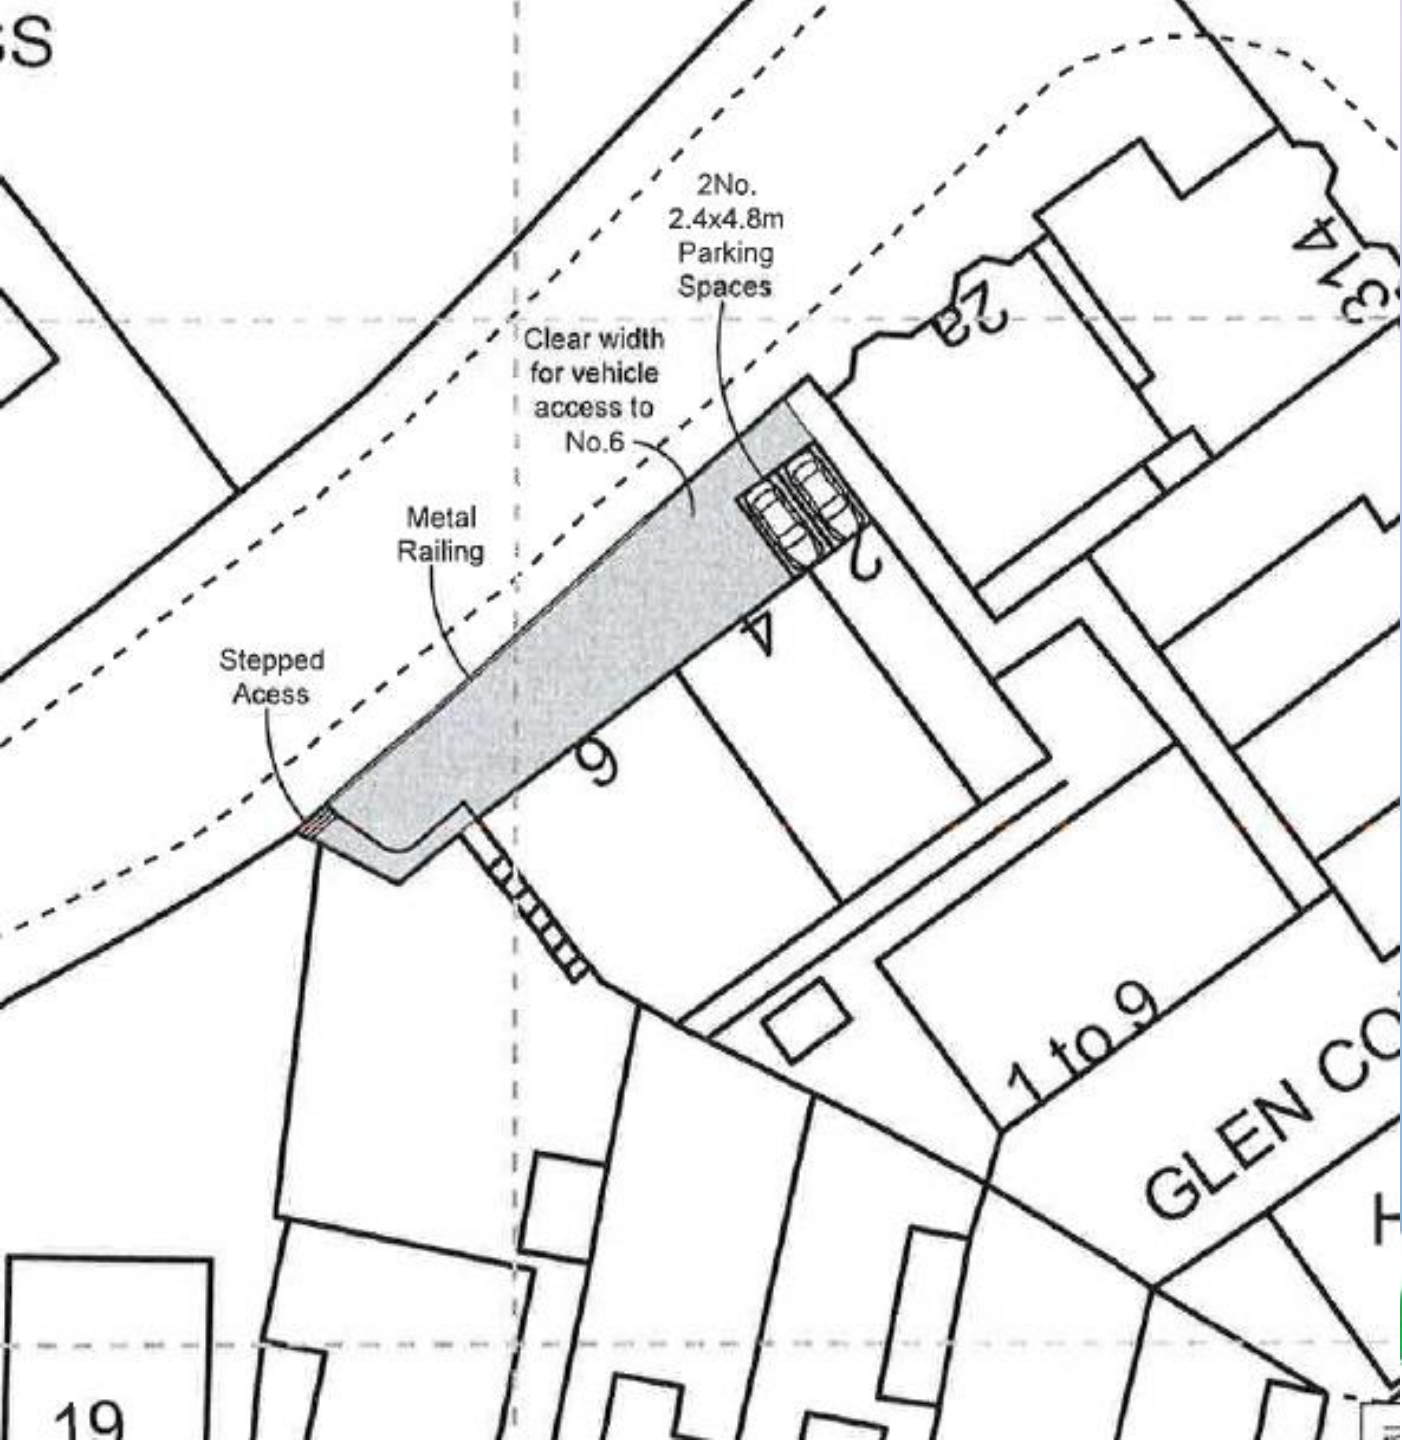 SS
2No.
2.4x4.8m
Parking
Spaces
Clear width
for vehicle
access to
No.6
Metal
Railing
Stepped
Acess
2a
2
4
6
1 to 9
GLEN CO
H
19